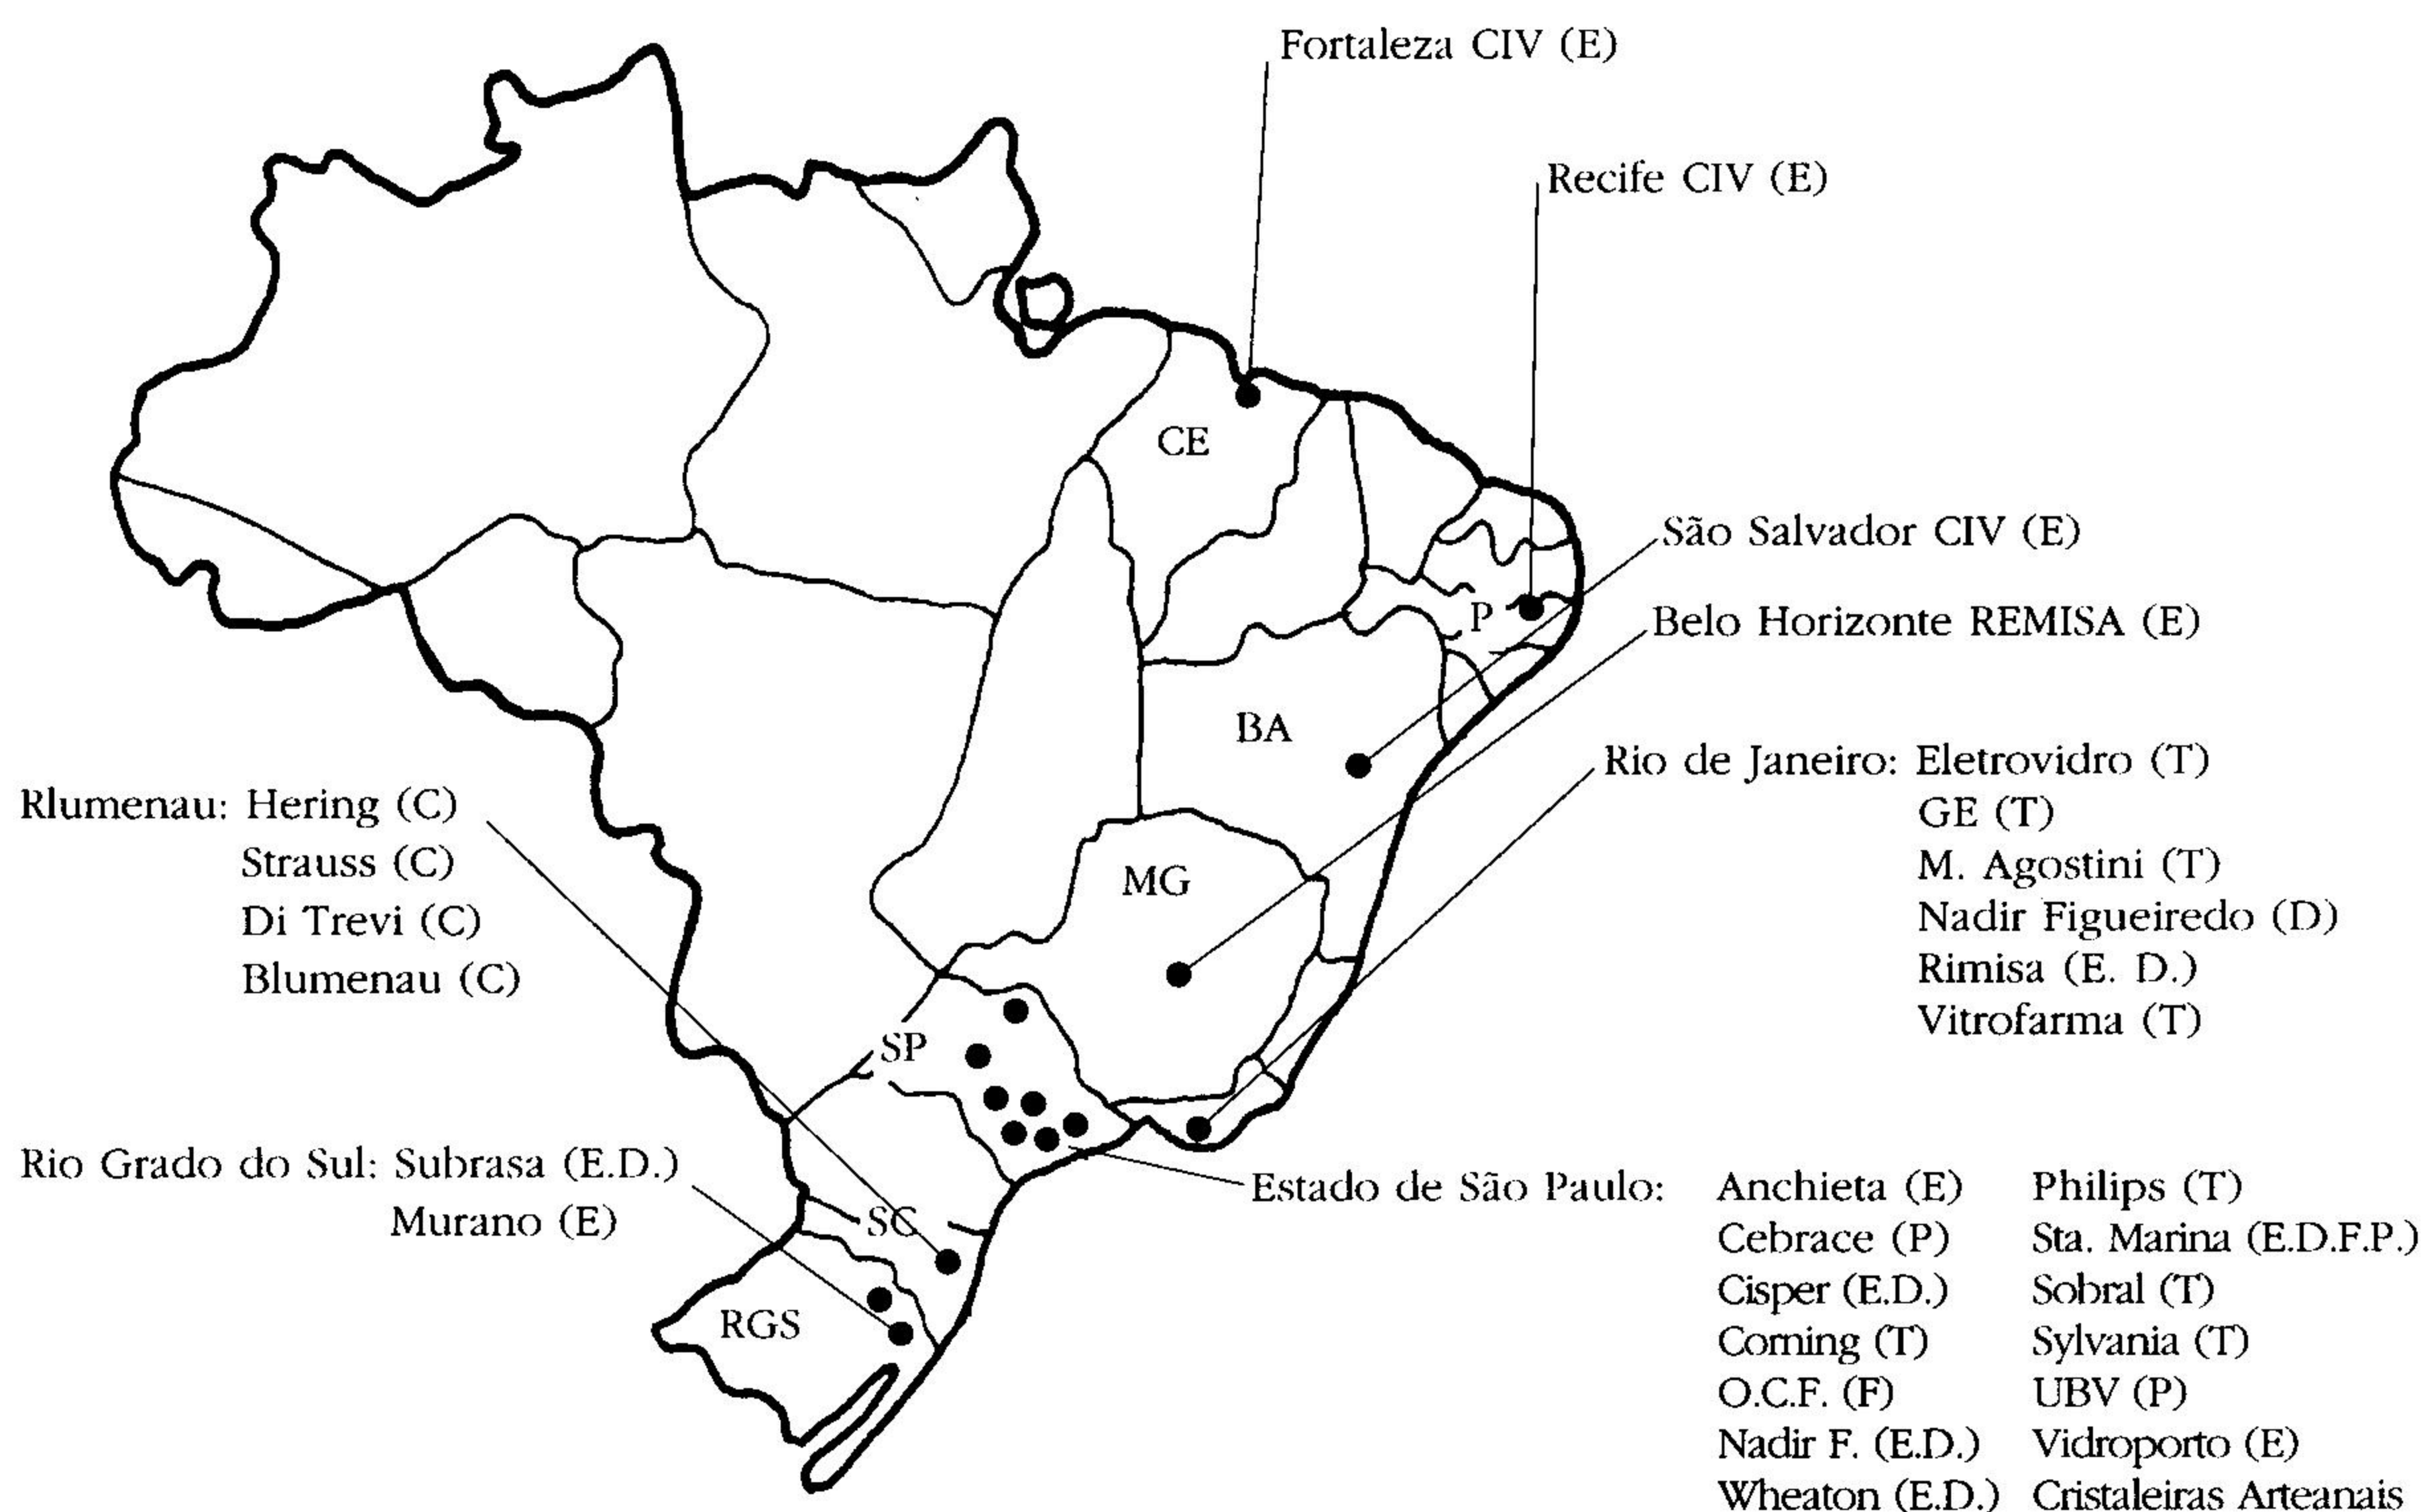 Fortaleza CIV (E)
Recife CIV (E)
CE
São Salvador CIV (E)
P
Belo Horizonte REMISA (E)
BA
Rio de Janeiro: Eletrovidro (T)
GE (T)
M. Agostini (T)
Nadir Figueiredo (D)
Rimisa (E. D.)
Vitrofarma (T)
Rlumenau: Hering (C)
Strauss (C)
Di Trevi (C)
Blumenau (C)
MG
SP
Rio Grado do Sul: Subrasa (E.D.)
Murano (E)
SC
RGS
Estado de São Paulo: Anchieta (E) Philips (T)
Cebrace (P) Sta. Marina (E.D.F.P.)
Cisper (E.D.) Sobral (T)
Corning (T) Sylvania (T)
O.C.F. (F) UBV (P)
Nadir F. (E.D.) Vidroporto (E)
Wheaton (E.D.) Cristaleiras Arteanais